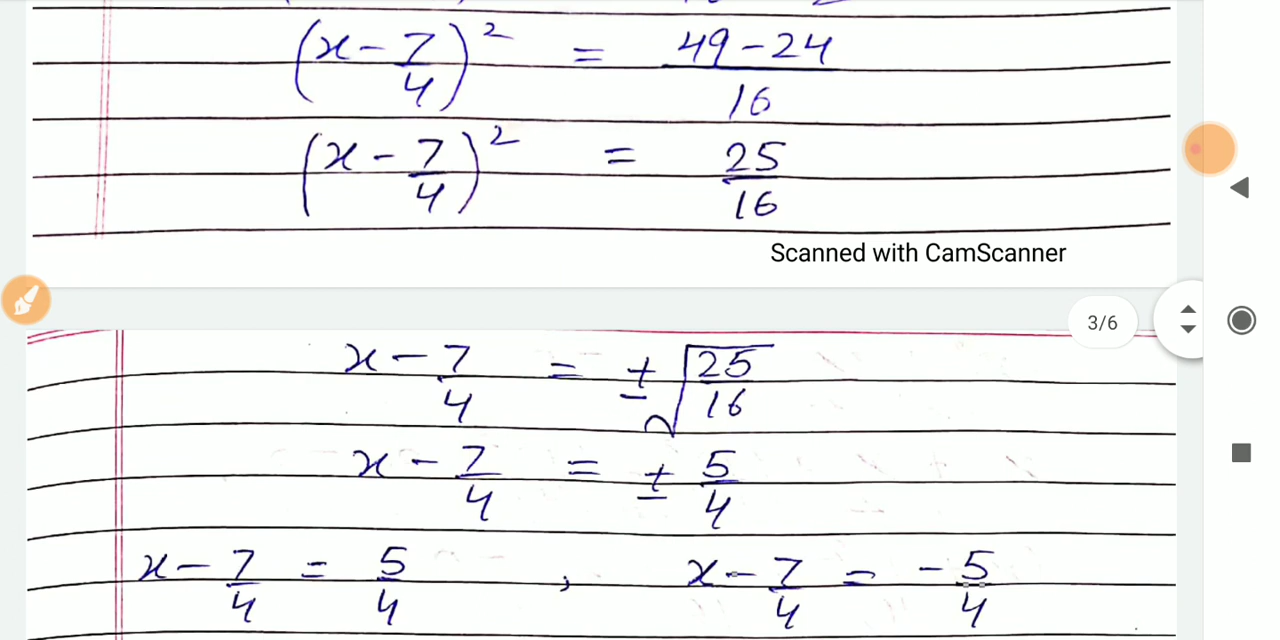 (x - 7/4)² = 49 - 24/16
(x - 7/4)² = 25/16
Scanned with CamScanner
3/6
x - 7/4 = ± √25/16
x - 7/4 = ± 5/4
x - 7/4 = 5/4 , x - 7/4 = - 5/4